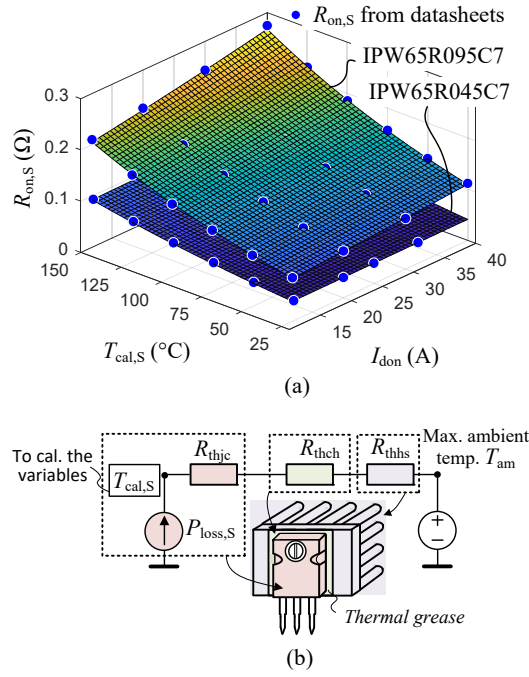 R_on,S from datasheets
IPW65R095C7
IPW65R045C7
R_on,S (Ω)
0.3
0.2
0.1
0
150
125
100
75
50
25
T_cal,S (°C)
15
20
25
30
35
40
I_don (A)
(a)
To cal. the
variables
T_cal,S
R_thjc
R_thch
R_thhs
Max. ambient
temp. T_am
P_loss,S
+
−
Thermal grease
(b)